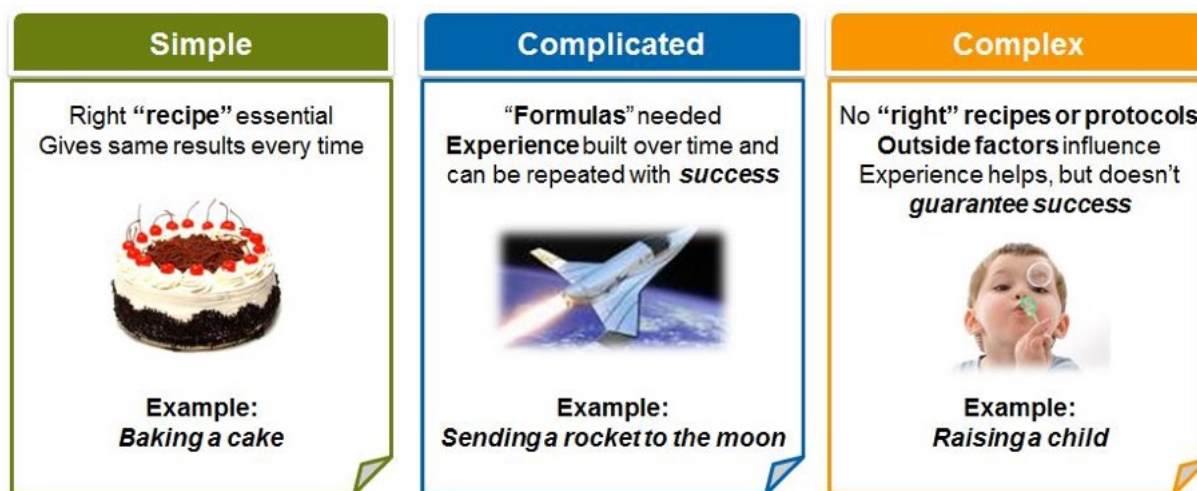 Simple
Right “recipe” essential
Gives same results every time
Example:
Baking a cake
Complicated
“Formulas” needed
Experience built over time and
can be repeated with success
Example:
Sending a rocket to the moon
Complex
No “right” recipes or protocols
Outside factors influence
Experience helps, but doesn’t
guarantee success
Example:
Raising a child